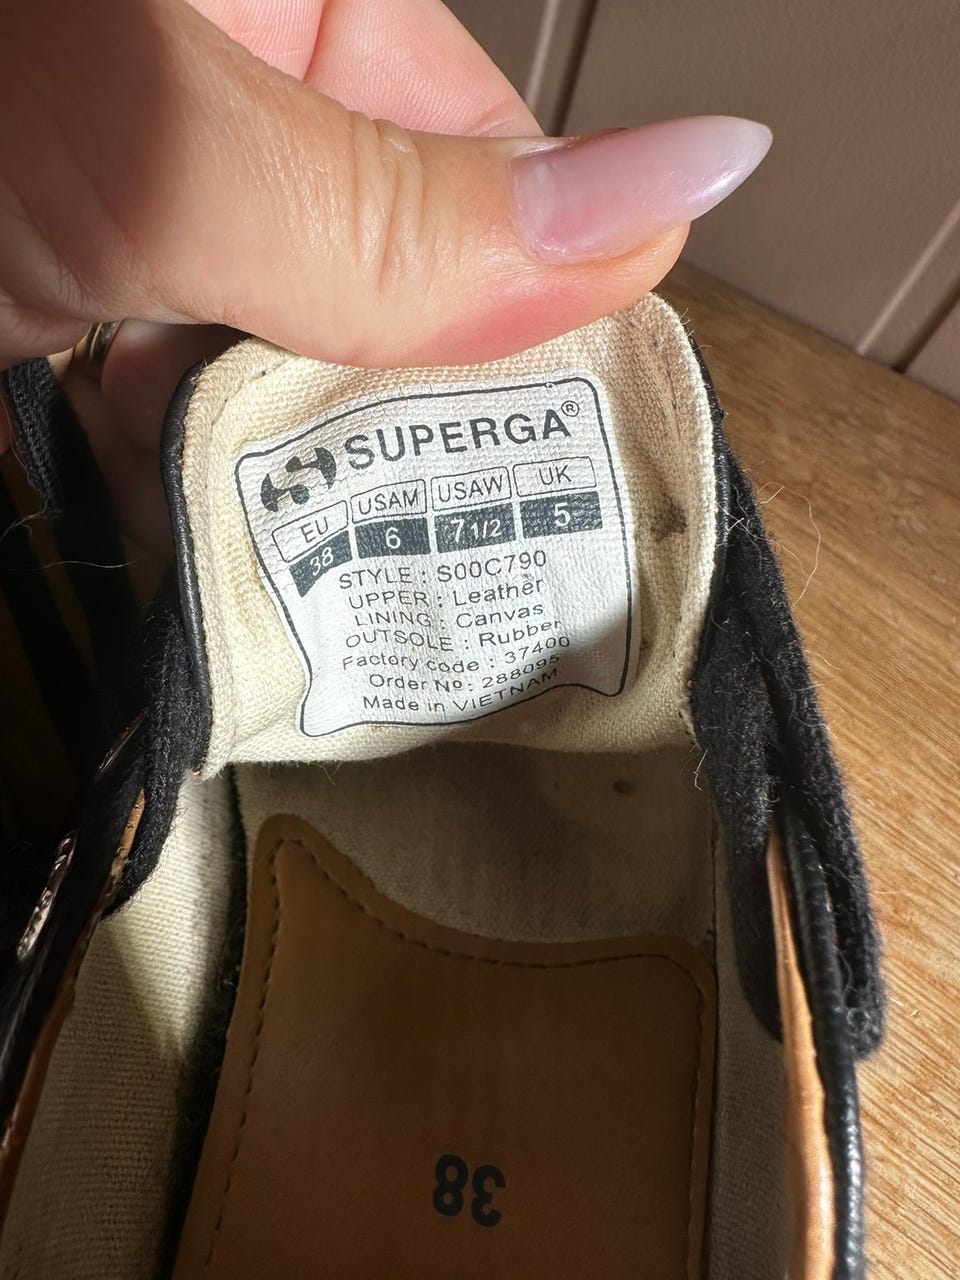 SUPERGA®
EU USAM USAW UK
38 6 7 1/2 5
STYLE : S00C790
UPPER : Leather
LINING : Canvas
OUTSOLE : Rubber
Factory code : 37400
Order Nº : 288095
Made in VIETNAM
38